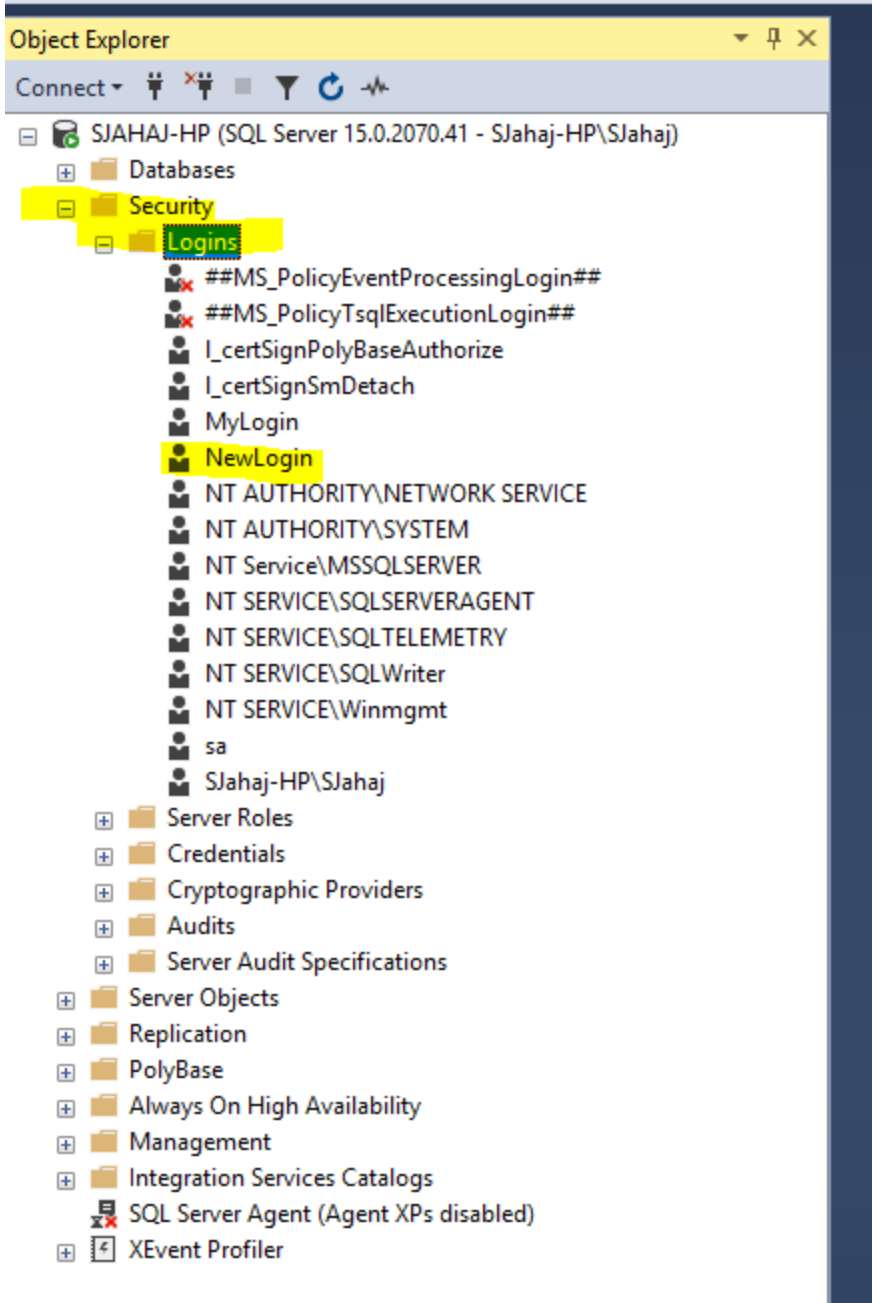 Object Explorer
Connect
SJAHAJ-HP (SQL Server 15.0.2070.41 - SJahaj-HP\SJahaj)
Databases
Security
Logins
##MS_PolicyEventProcessingLogin##
##MS_PolicyTsqlExecutionLogin##
l_certSignPolyBaseAuthorize
l_certSignSmDetach
MyLogin
NewLogin
NT AUTHORITY\NETWORK SERVICE
NT AUTHORITY\SYSTEM
NT Service\MSSQLSERVER
NT SERVICE\SQLSERVERAGENT
NT SERVICE\SQLTELEMETRY
NT SERVICE\SQLWriter
NT SERVICE\Winmgmt
sa
SJahaj-HP\SJahaj
Server Roles
Credentials
Cryptographic Providers
Audits
Server Audit Specifications
Server Objects
Replication
PolyBase
Always On High Availability
Management
Integration Services Catalogs
SQL Server Agent (Agent XPs disabled)
XEvent Profiler